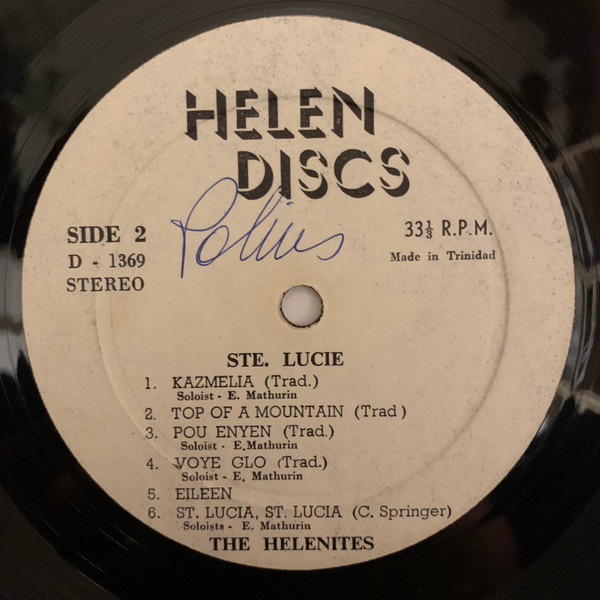 HELEN
DISCS
Polius
SIDE 2
D - 1369
STEREO
33⅓ R.P.M.
Made in Trinidad
STE. LUCIE
1. KAZMELIA (Trad.)
Soloist - E. Mathurin
2. TOP OF A MOUNTAIN (Trad)
3. POU ENYEN (Trad.)
Soloist - E.Mathurin
4. VOYE GLO (Trad.)
Soloist - E. Mathurin
5. EILEEN
6. ST. LUCIA, ST. LUCIA (C. Springer)
Soloists - E. Mathurin
THE HELENITES